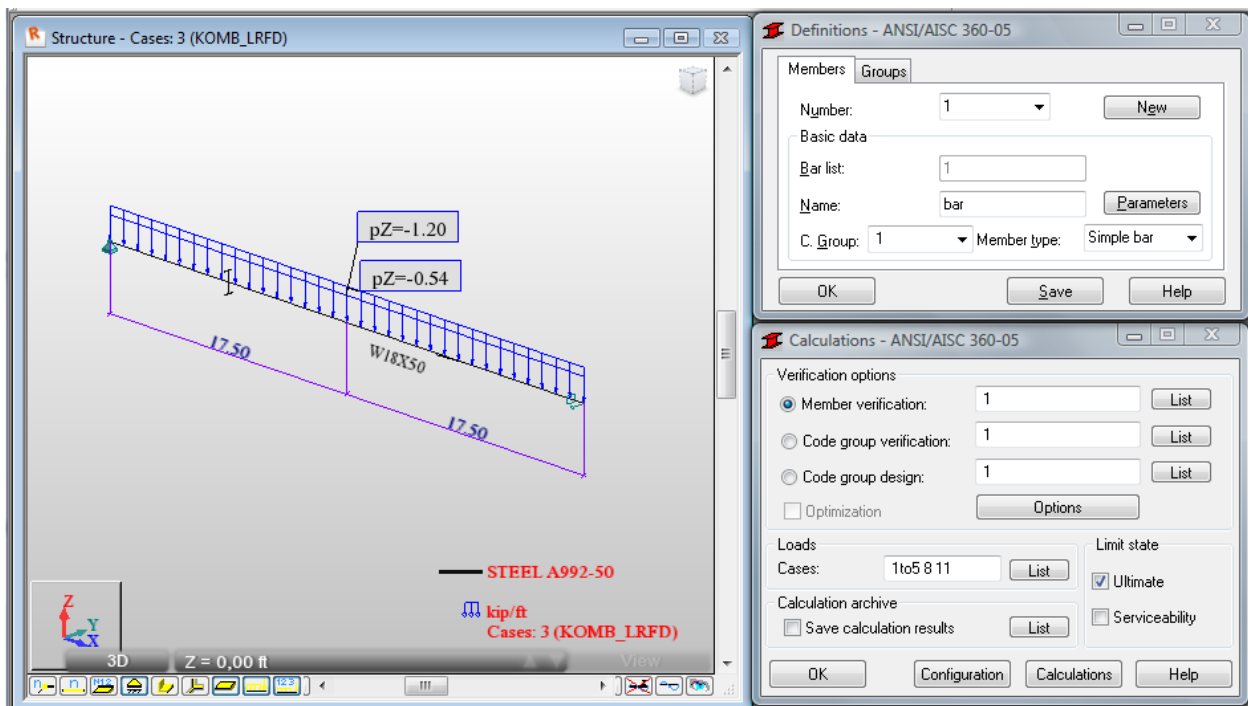 Structure - Cases: 3 (KOMB_LRFD)
pZ=-1.20
pZ=-0.54
17.50
W18X50
17.50
STEEL A992-50
kip/ft
Cases: 3 (KOMB_LRFD)
Z
Y
X
3D
Z = 0,00 ft
View
Definitions - ANSI/AISC 360-05
Members Groups
Number: 1 New
Basic data
Bar list: 1
Name: bar Parameters
C. Group: 1 Member type: Simple bar
OK Save Help
Calculations - ANSI/AISC 360-05
Verification options
Member verification: 1 List
Code group verification: 1 List
Code group design: 1 List
Optimization Options
Loads Limit state
Cases: 1to5 8 11 List
Ultimate
Calculation archive
Save calculation results List
Serviceability
OK Configuration Calculations Help